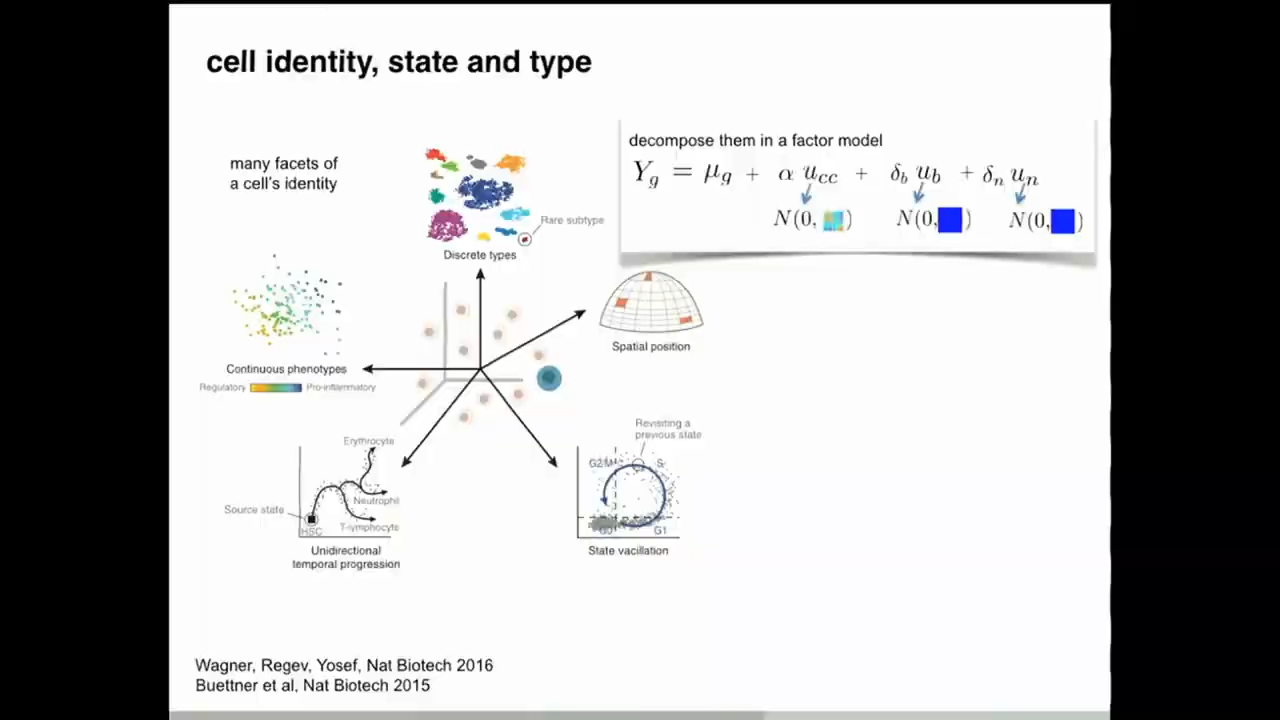 cell identity, state and type
many facets of
a cell's identity
decompose them in a factor model
Y_g = μ_g + α u_cc + δ_b u_b + δ_n u_n
N(0, ) N(0, ) N(0, )
Rare subtype
Discrete types
Spatial position
Continuous phenotypes
Regulatory Pro-inflammatory
Erythrocyte
Neutrophil
Source state
T-lymphocyte
HSC
Unidirectional
temporal progression
Revisiting a
previous state
G2/M S
G0 G1
State vacillation
Wagner, Regev, Yosef, Nat Biotech 2016
Buettner et al, Nat Biotech 2015